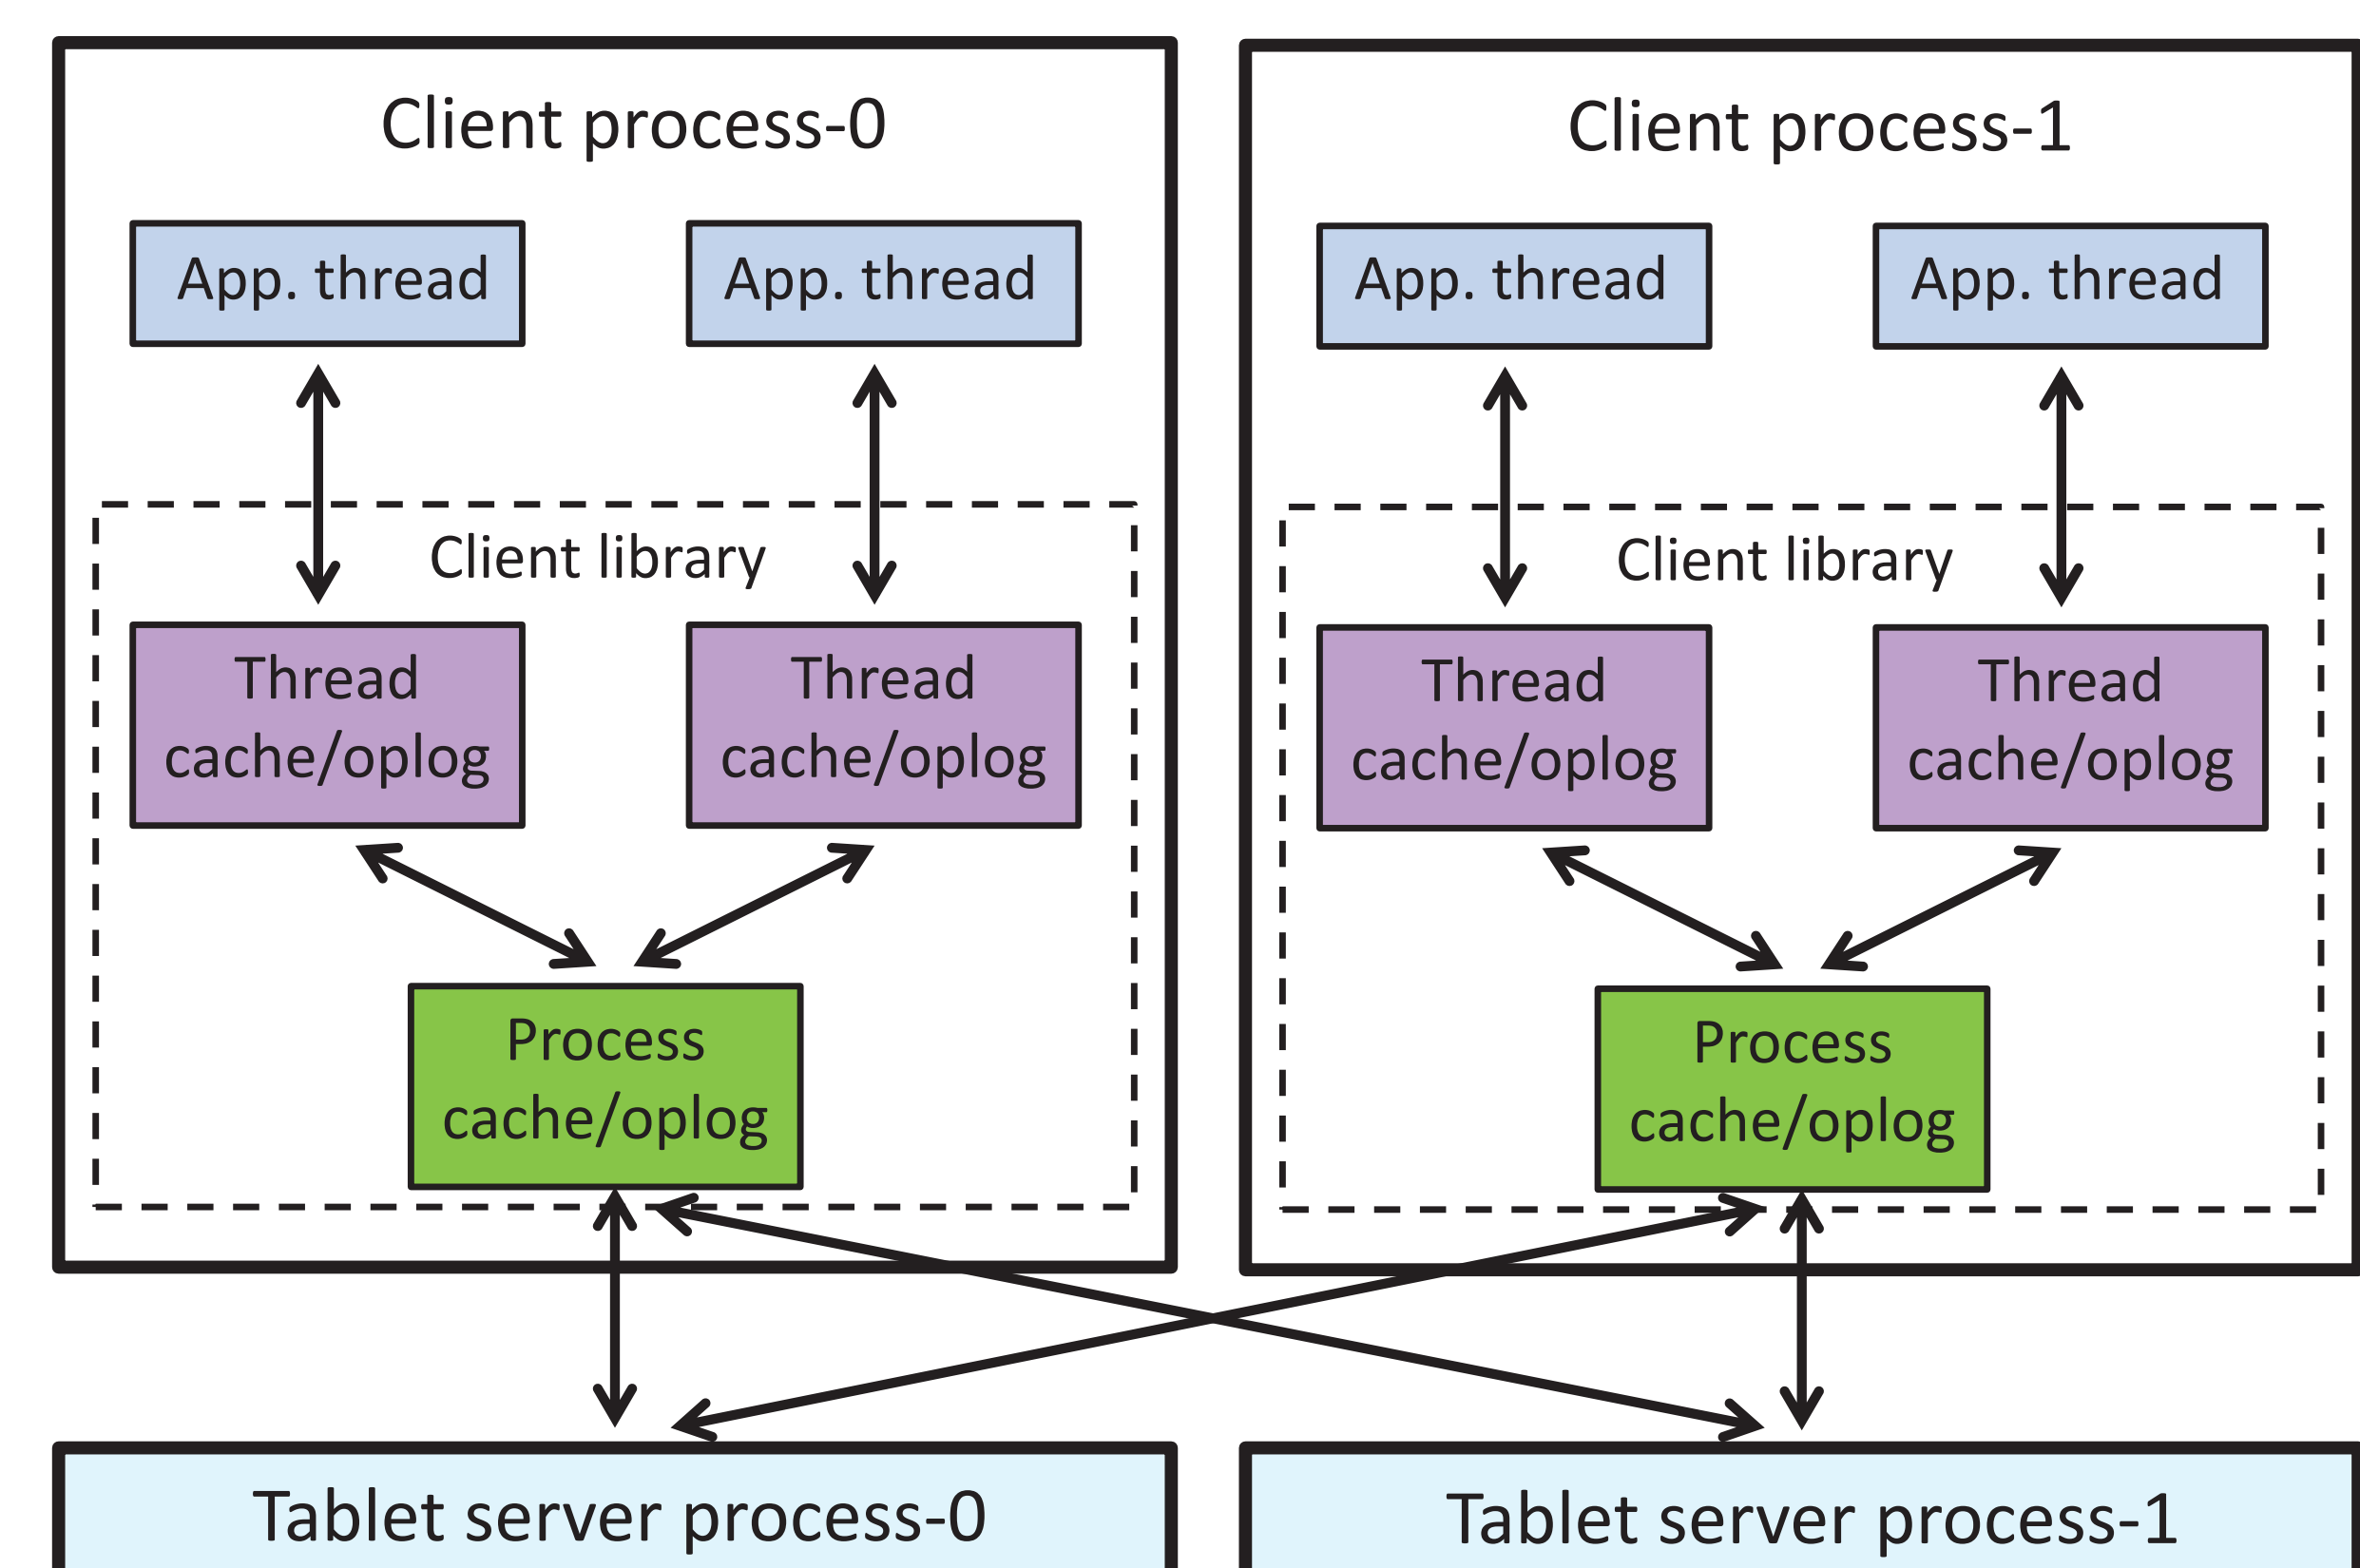 Client process-0
App. thread
App. thread
Client library
Thread
cache/oplog
Thread
cache/oplog
Process
cache/oplog
Client process-1
App. thread
App. thread
Client library
Thread
cache/oplog
Thread
cache/oplog
Process
cache/oplog
Tablet server process-0
Tablet server process-1